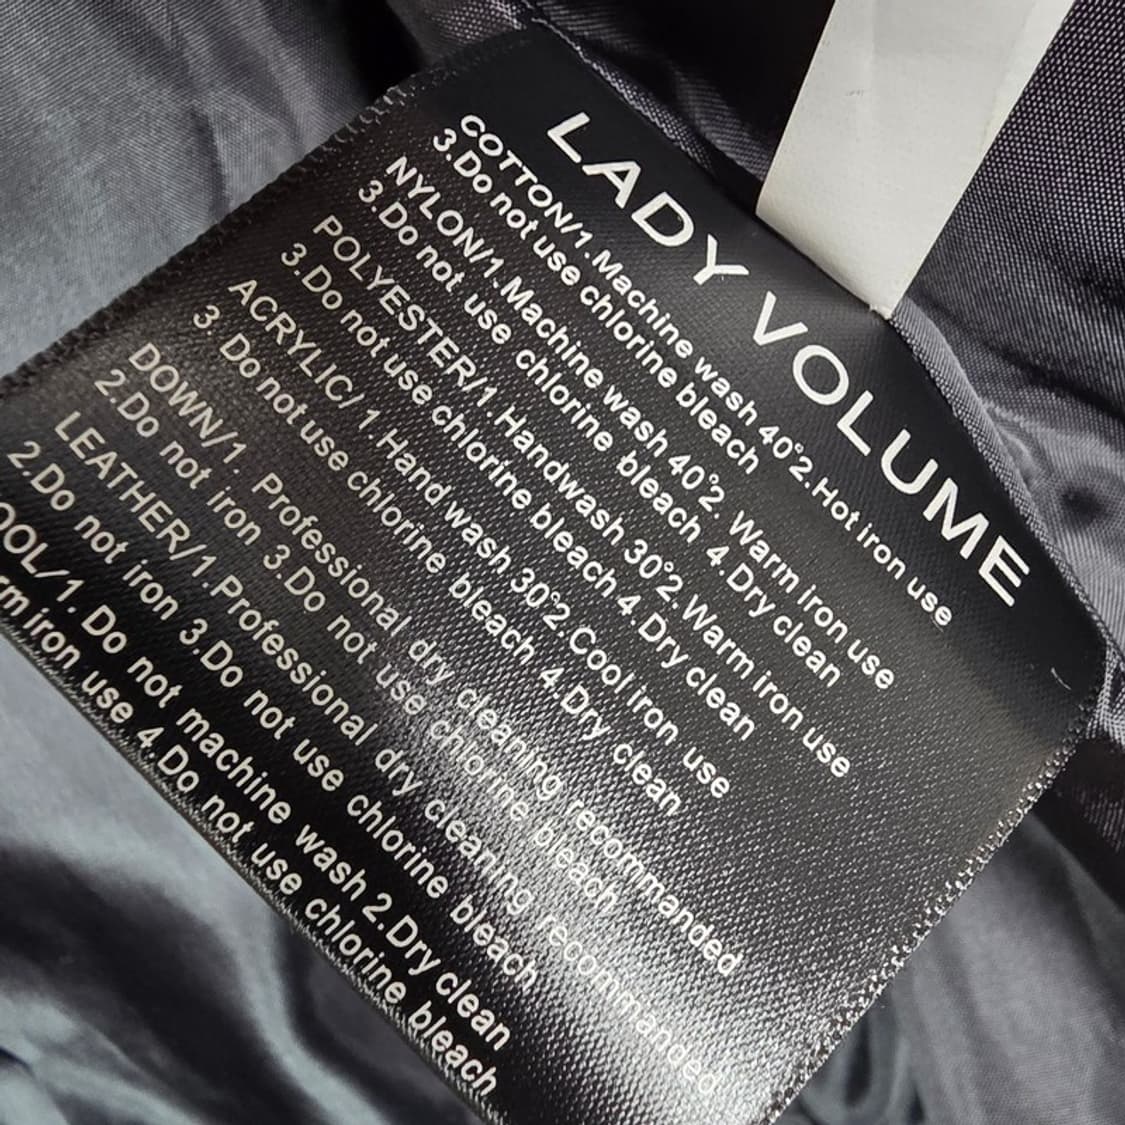 LADY VOLUME
COTTON/1.Machine wash 40°2.Hot iron use
3.Do not use chlorine bleach
NYLON/1.Machine wash 40°2. Warm iron use
3.Do not use chlorine bleach 4.Dry clean
POLYESTER/1.Handwash 30°2.Warm iron use
3.Do not use chlorine bleach 4.Dry clean
ACRYLIC/ 1.Hand wash 30°2.Cool iron use
3. Do not use chlorine bleach 4.Dry clean
DOWN/1. Professional dry cleaning recommanded
2.Do not iron 3.Do not use chlorine bleach
LEATHER/1.Professional dry cleaning recommanded
2.Do not iron 3.Do not use chlorine bleach
OOL/1. Do not machine wash 2.Dry clean
rm iron use 4.Do not use chlorine bleach